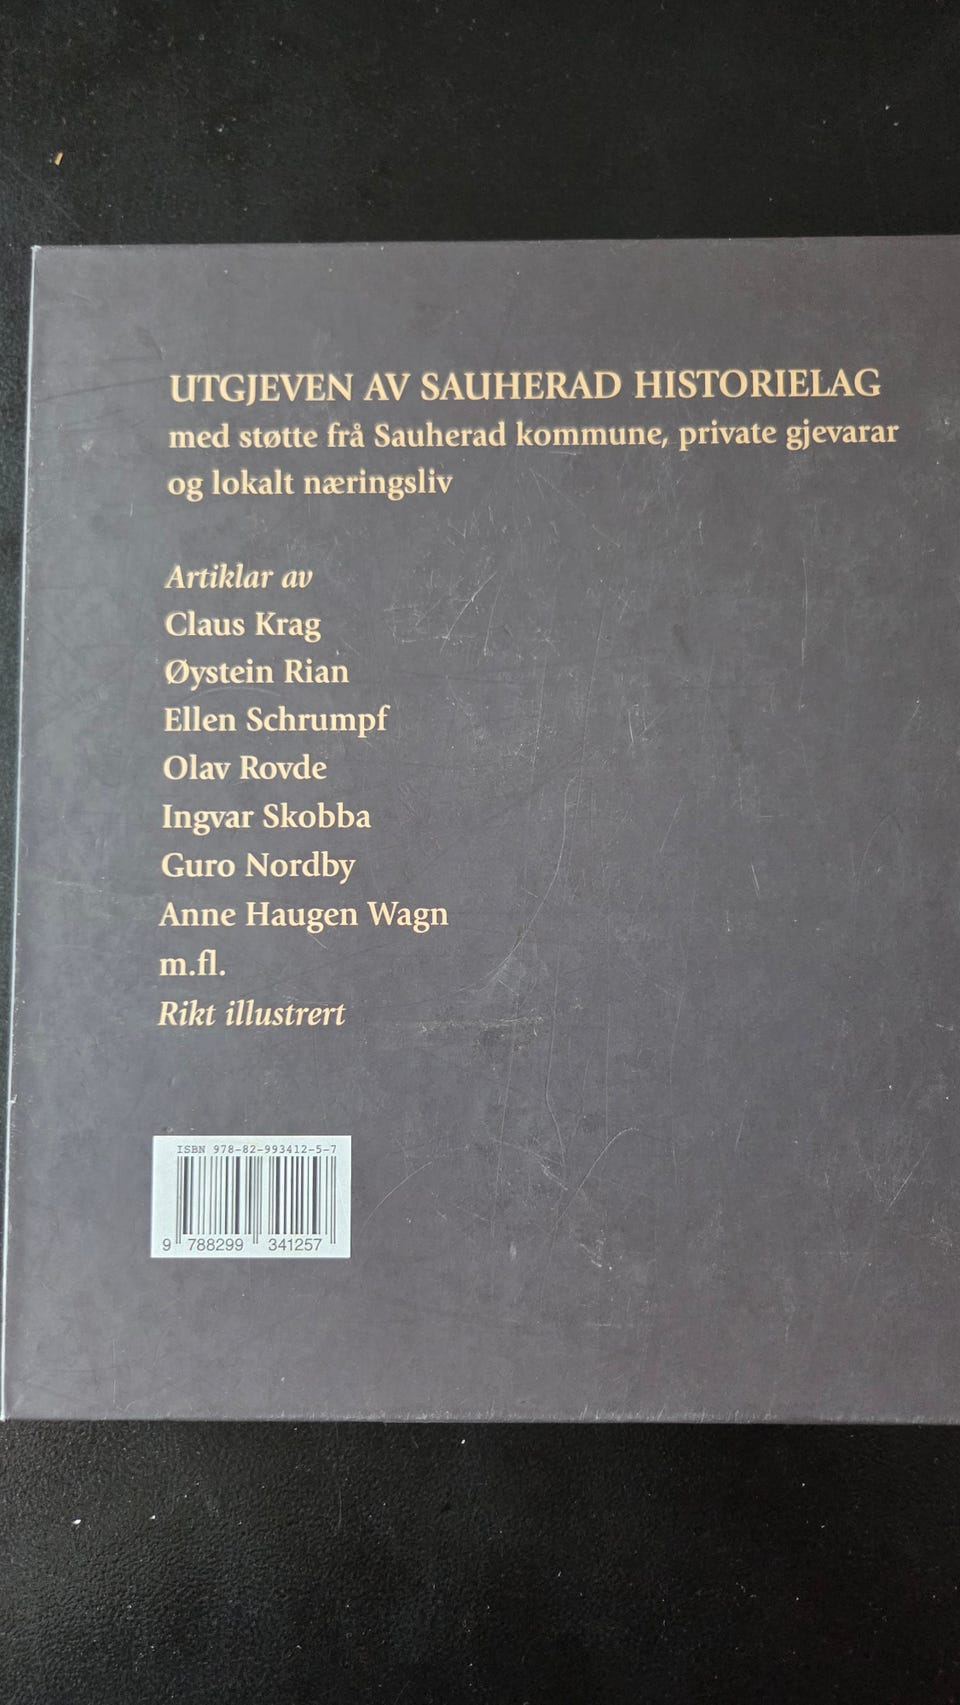 UTGJEVEN AV SAUHERAD HISTORIELAG
med støtte frå Sauherad kommune, private gjevarar
og lokalt næringsliv
Artiklar av
Claus Krag
Øystein Rian
Ellen Schrumpf
Olav Rovde
Ingvar Skobba
Guro Nordby
Anne Haugen Wagn
m.fl.
Rikt illustrert
ISBN 978-82-993412-5-7
9 788299 341257